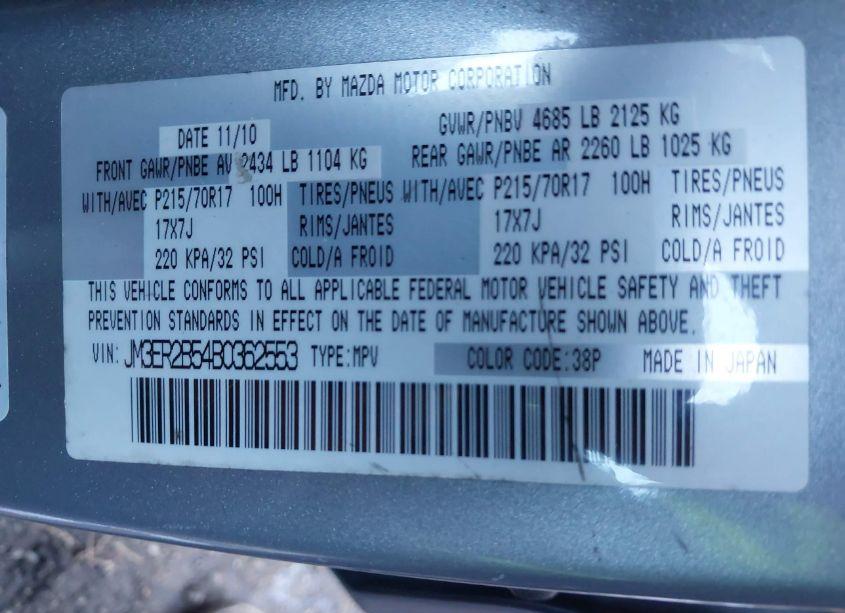 MFD. BY MAZDA MOTOR CORPORATION
DATE 11/10 GVWR/PNBV 4685 LB 2125 KG
FRONT GAWR/PNBE AV 2434 LB 1104 KG REAR GAWR/PNBE AR 2260 LB 1025 KG
WITH/AVEC P215/70R17 100H TIRES/PNEUS WITH/AVEC P215/70R17 100H TIRES/PNEUS
17X7J RIMS/JANTES 17X7J RIMS/JANTES
220 KPA/32 PSI COLD/A FROID 220 KPA/32 PSI COLD/A FROID
THIS VEHICLE CONFORMS TO ALL APPLICABLE FEDERAL MOTOR VEHICLE SAFETY AND THEFT
PREVENTION STANDARDS IN EFFECT ON THE DATE OF MANUFACTURE SHOWN ABOVE.
VIN: JM3ER2B54B0362553 TYPE:MPV COLOR CODE:38P MADE IN JAPAN